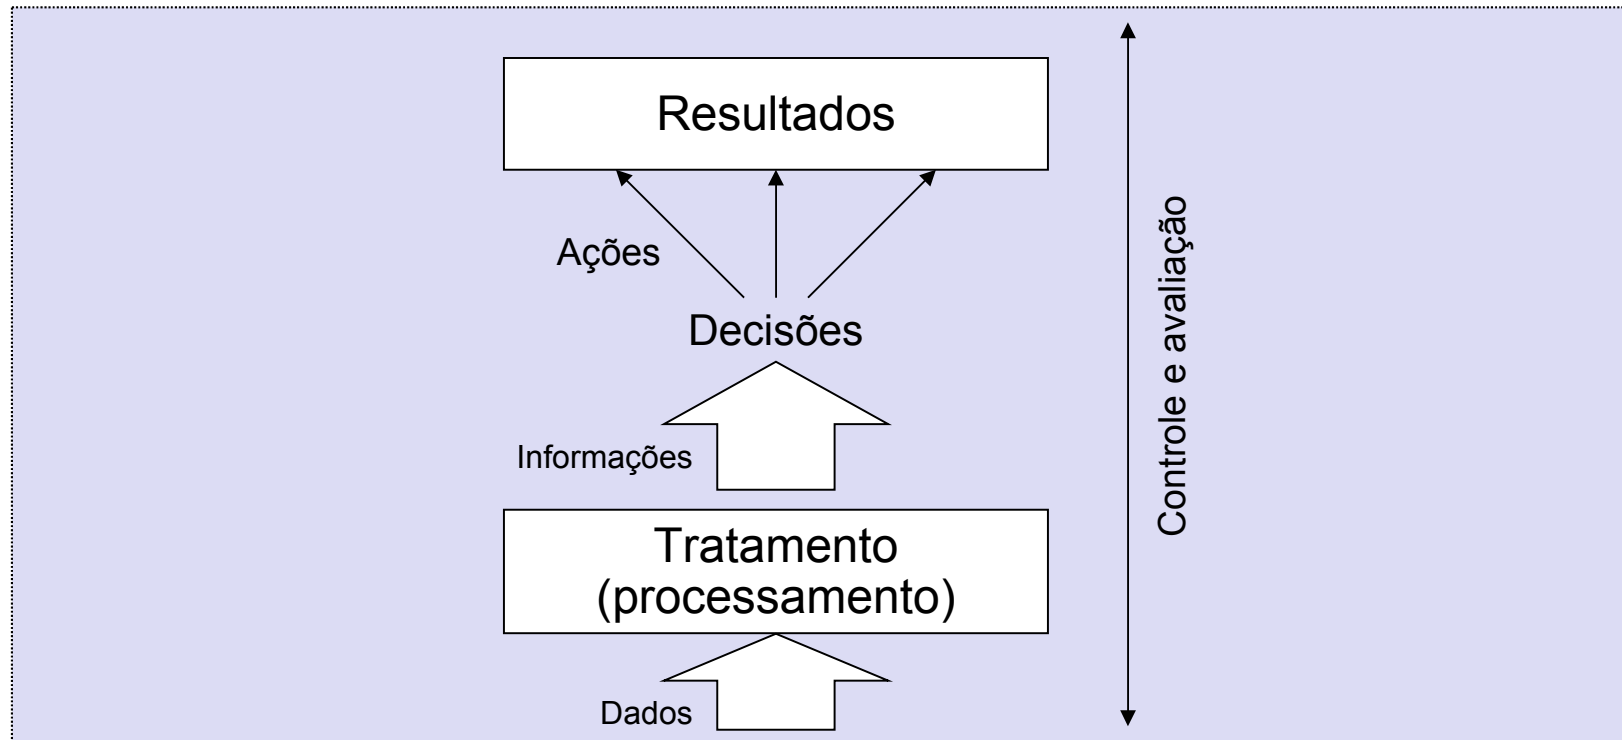 Resultados
Ações
Decisões
Informações
Tratamento
(processamento)
Dados
Controle e avaliação